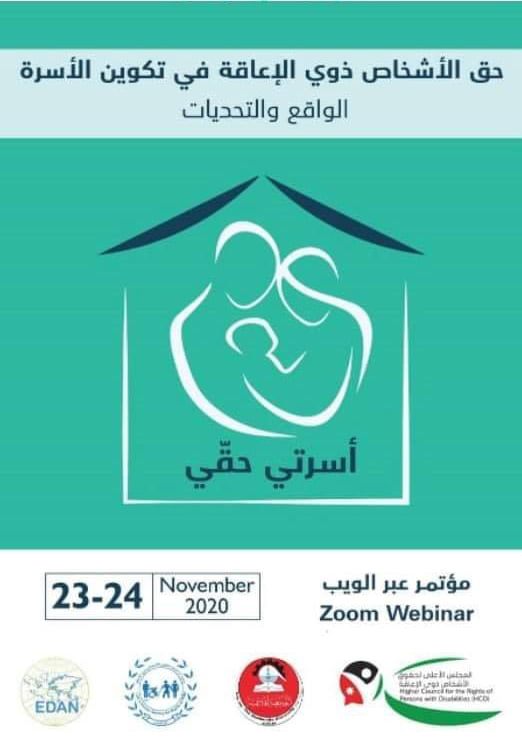 حق الأشخاص ذوي الإعاقة في تكوين الأسرة
الواقع والتحديات
أسرتي حقّي
مؤتمر عبر الويب
Zoom Webinar
23-24
November
2020
EDAN
المجلس الأعلى لحقوق
الأشخاص ذوي الإعاقة
Higher Council for the Rights of
Persons with Disabilities (HCD)